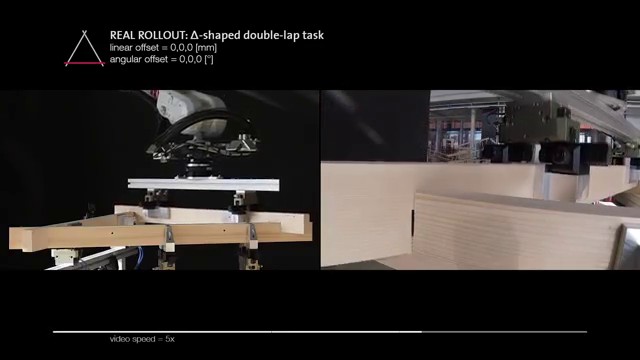 REAL ROLLOUT: Δ-shaped double-lap task
linear offset = 0,0,0 [mm]
angular offset = 0,0,0 [°]
video speed = 5x